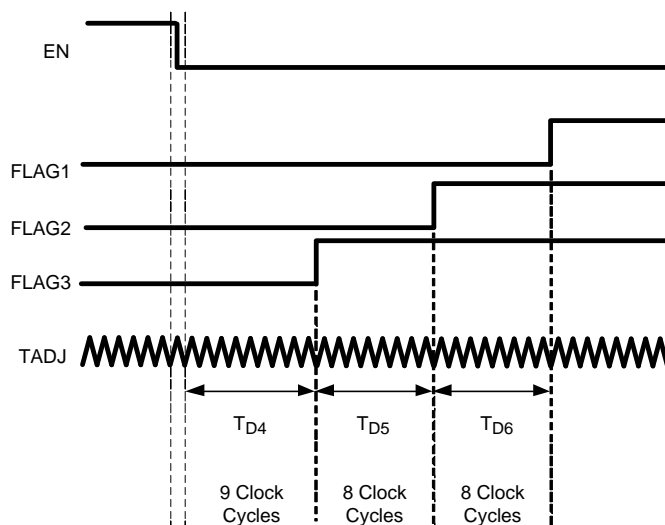 EN
FLAG1
FLAG2
FLAG3
TADJ
TD4 TD5 TD6
9 Clock 8 Clock 8 Clock
Cycles Cycles Cycles